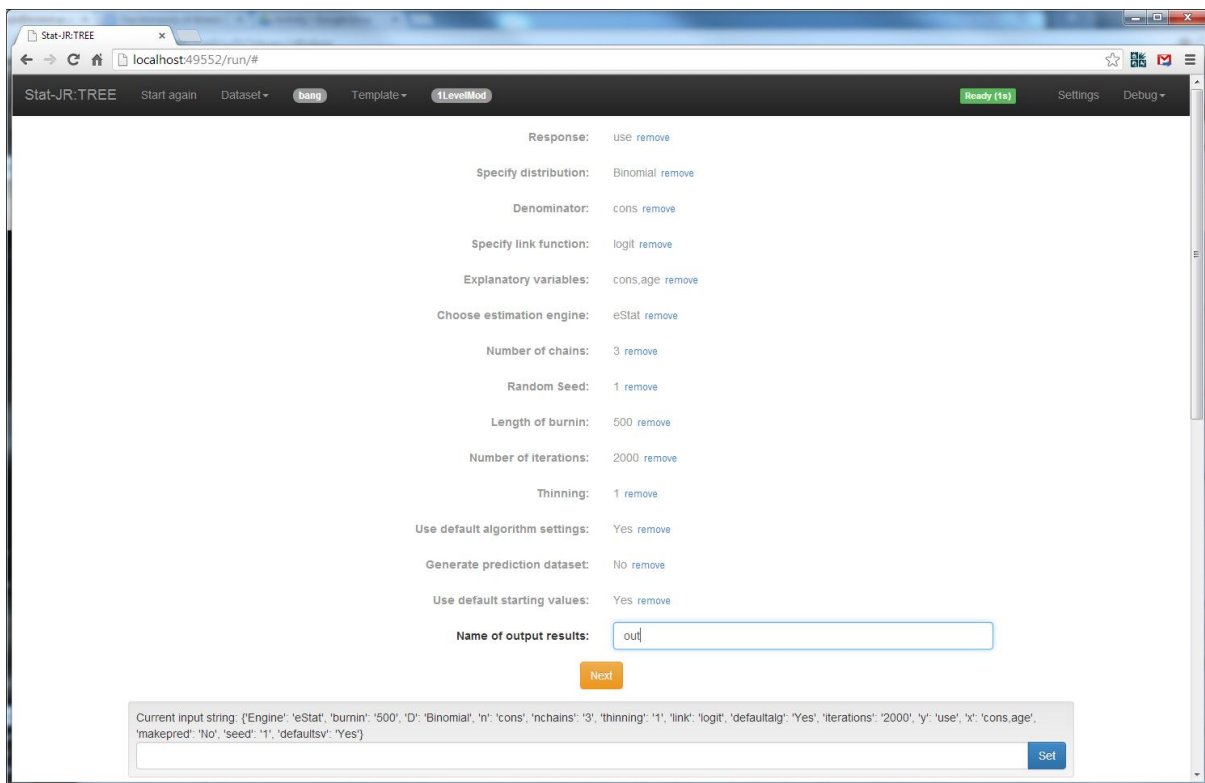 Stat-JR:TREE
localhost:49552/run/#
Stat-JR:TREE Start again Dataset bang Template 1LevelMod Ready (1s) Settings Debug
Response: use remove
Specify distribution: Binomial remove
Denominator: cons remove
Specify link function: logit remove
Explanatory variables: cons,age remove
Choose estimation engine: eStat remove
Number of chains: 3 remove
Random Seed: 1 remove
Length of burnin: 500 remove
Number of iterations: 2000 remove
Thinning: 1 remove
Use default algorithm settings: Yes remove
Generate prediction dataset: No remove
Use default starting values: Yes remove
Name of output results: out
Next
Current input string: {'Engine': 'eStat', 'burnin': '500', 'D': 'Binomial', 'n': 'cons', 'nchains': '3', 'thinning': '1', 'link': 'logit', 'defaultalg': 'Yes', 'iterations': '2000', 'y': 'use', 'x': 'cons,age',
'makepred': 'No', 'seed': '1', 'defaultsv': 'Yes'}
Set